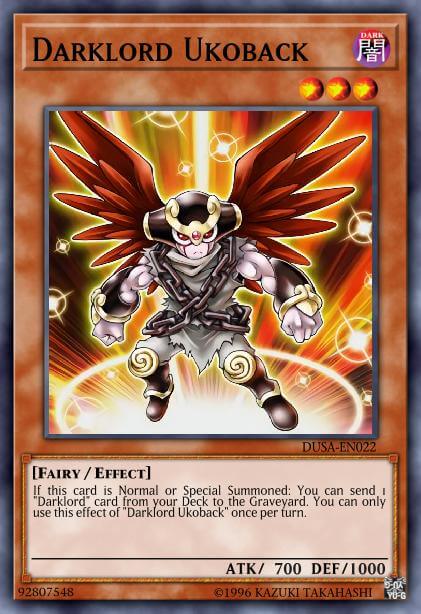 Darklord Ukoback
DARK
闇
DUSA-EN022
[Fairy / Effect]
If this card is Normal or Special Summoned: You can send 1
"Darklord" card from your Deck to the Graveyard. You can only
use this effect of "Darklord Ukoback" once per turn.
ATK/ 700 DEF/1000
92807548
©1996 KAZUKI TAKAHASHI